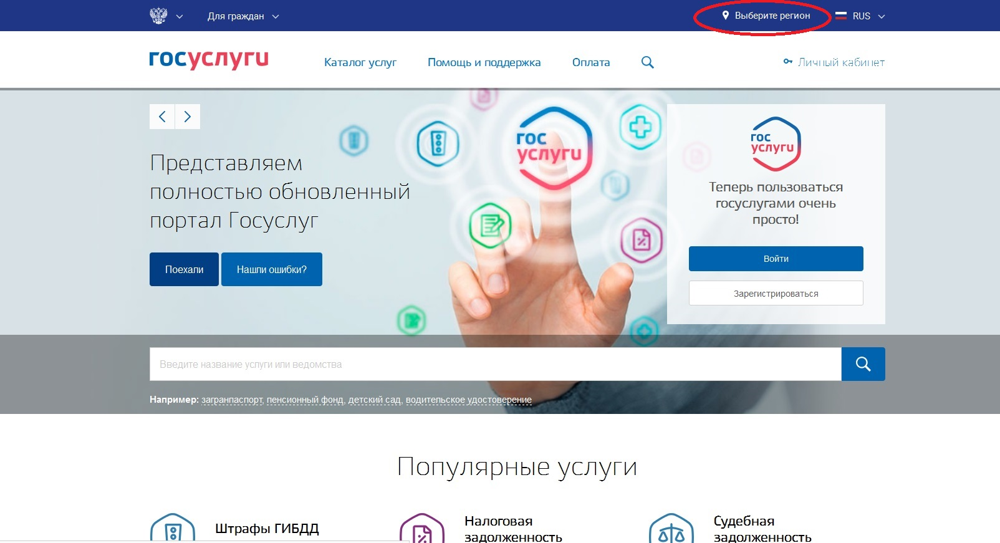 Для граждан
Выберите регион
RUS
госуслуги
Каталог услуг
Помощь и поддержка
Оплата
Личный кабинет
Представляем
полностью обновленный
портал Госуслуг
Поехали
Нашли ошибки?
гос
услуги
гос
услуги
Теперь пользоваться
госуслугами очень
просто!
Войти
Зарегистрироваться
Введите название услуги или ведомства
Например: загранпаспорт, пенсионный фонд, детский сад, водительское удостоверение
Популярные услуги
Штрафы ГИБДД
Налоговая
задолженность
Судебная
задолженность